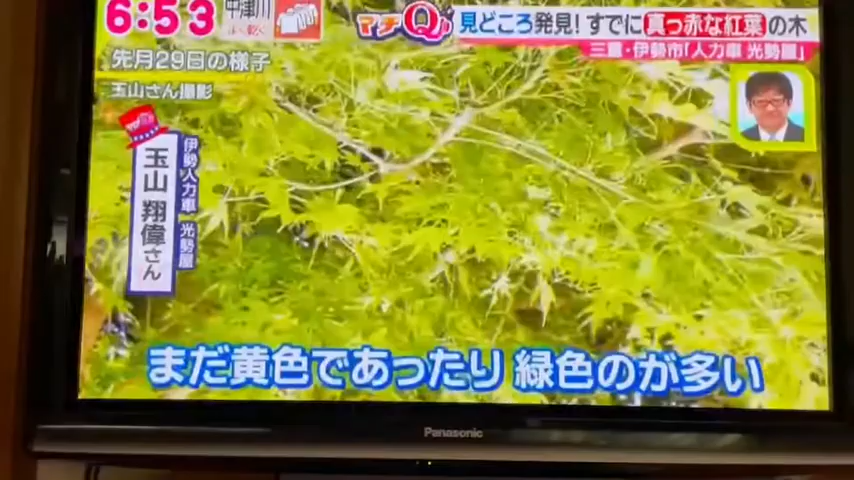 6:53
中津川
マチQ
見どころ発見!すでに真っ赤な紅葉の木
三重・伊勢市「人力車 光勢屋」
先月29日の様子
玉山さん撮影
伊勢人力車 光勢屋
玉山 翔偉さん
まだ黄色であったり 緑色のが多い
Panasonic